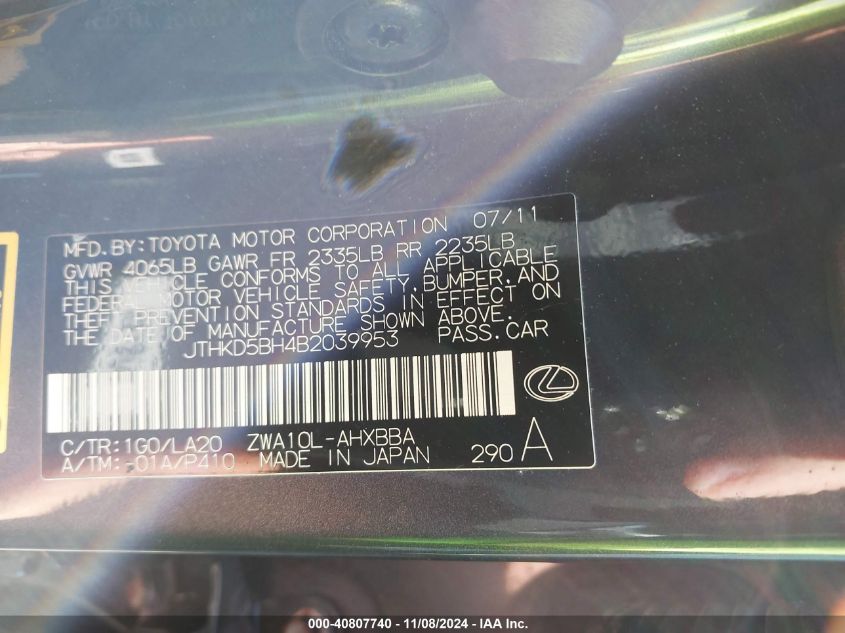 MFD. BY: TOYOTA MOTOR CORPORATION 07/11
GVWR 4065LB GAWR FR 2335LB RR 2235LB
THIS VEHICLE CONFORMS TO ALL APPLICABLE
FEDERAL MOTOR VEHICLE SAFETY, BUMPER, AND
THEFT PREVENTION STANDARDS IN EFFECT ON
THE DATE OF MANUFACTURE SHOWN ABOVE.
JTHKD5BH4B2039953 PASS. CAR
C/TR: 1G0/LA20 ZWA10L-AHXBBA
A/TM: -01A/P410 MADE IN JAPAN 290 A
000-40807740 - 11/08/2024 - IAA Inc.